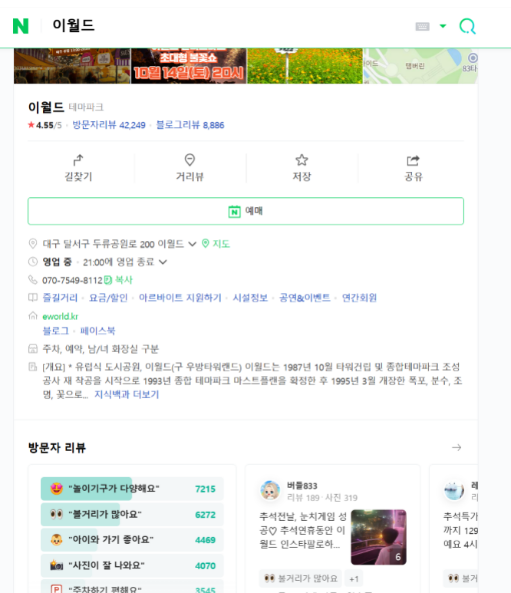 N 이월드
초대형 불꽃쇼
10월 14일(토) 20시
앨버린
83타
이월드 테마파크
★4.55/5 · 방문자리뷰 42,249 · 블로그리뷰 8,886
길찾기 거리뷰 저장 공유
N 예매
대구 달서구 두류공원로 200 이월드 지도
영업 중 · 21:00에 영업 종료
070-7549-8112 복사
즐길거리 · 요금/할인 · 아르바이트 지원하기 · 시설정보 · 공연&이벤트 · 연간회원
eworld.kr
블로그 · 페이스북
주차, 예약, 남/녀 화장실 구분
[개요] * 유럽식 도시공원, 이월드(구 우방타워랜드) 이월드는 1987년 10월 타워건립 및 종합테마파크 조성
공사 재 착공을 시작으로 1993년 종합 테마파크 마스트플랜을 확정한 후 1995년 3월 개장한 폭포, 분수, 조
명, 꽃으로... 지식백과 더보기
방문자 리뷰
"놀이기구가 다양해요" 7215
"볼거리가 많아요" 6272
"아이와 가기 좋아요" 4469
"사진이 잘 나와요" 4070
P "주차하기 편해요" 3545
버블833
리뷰 189 · 사진 319
추석전날, 눈치게임 성
공♡ 추석연휴동안 이
월드 인스타팔로하...
6
볼거리가 많아요 +1
레
리
추석특가
까지 129
예요 4시
볼거